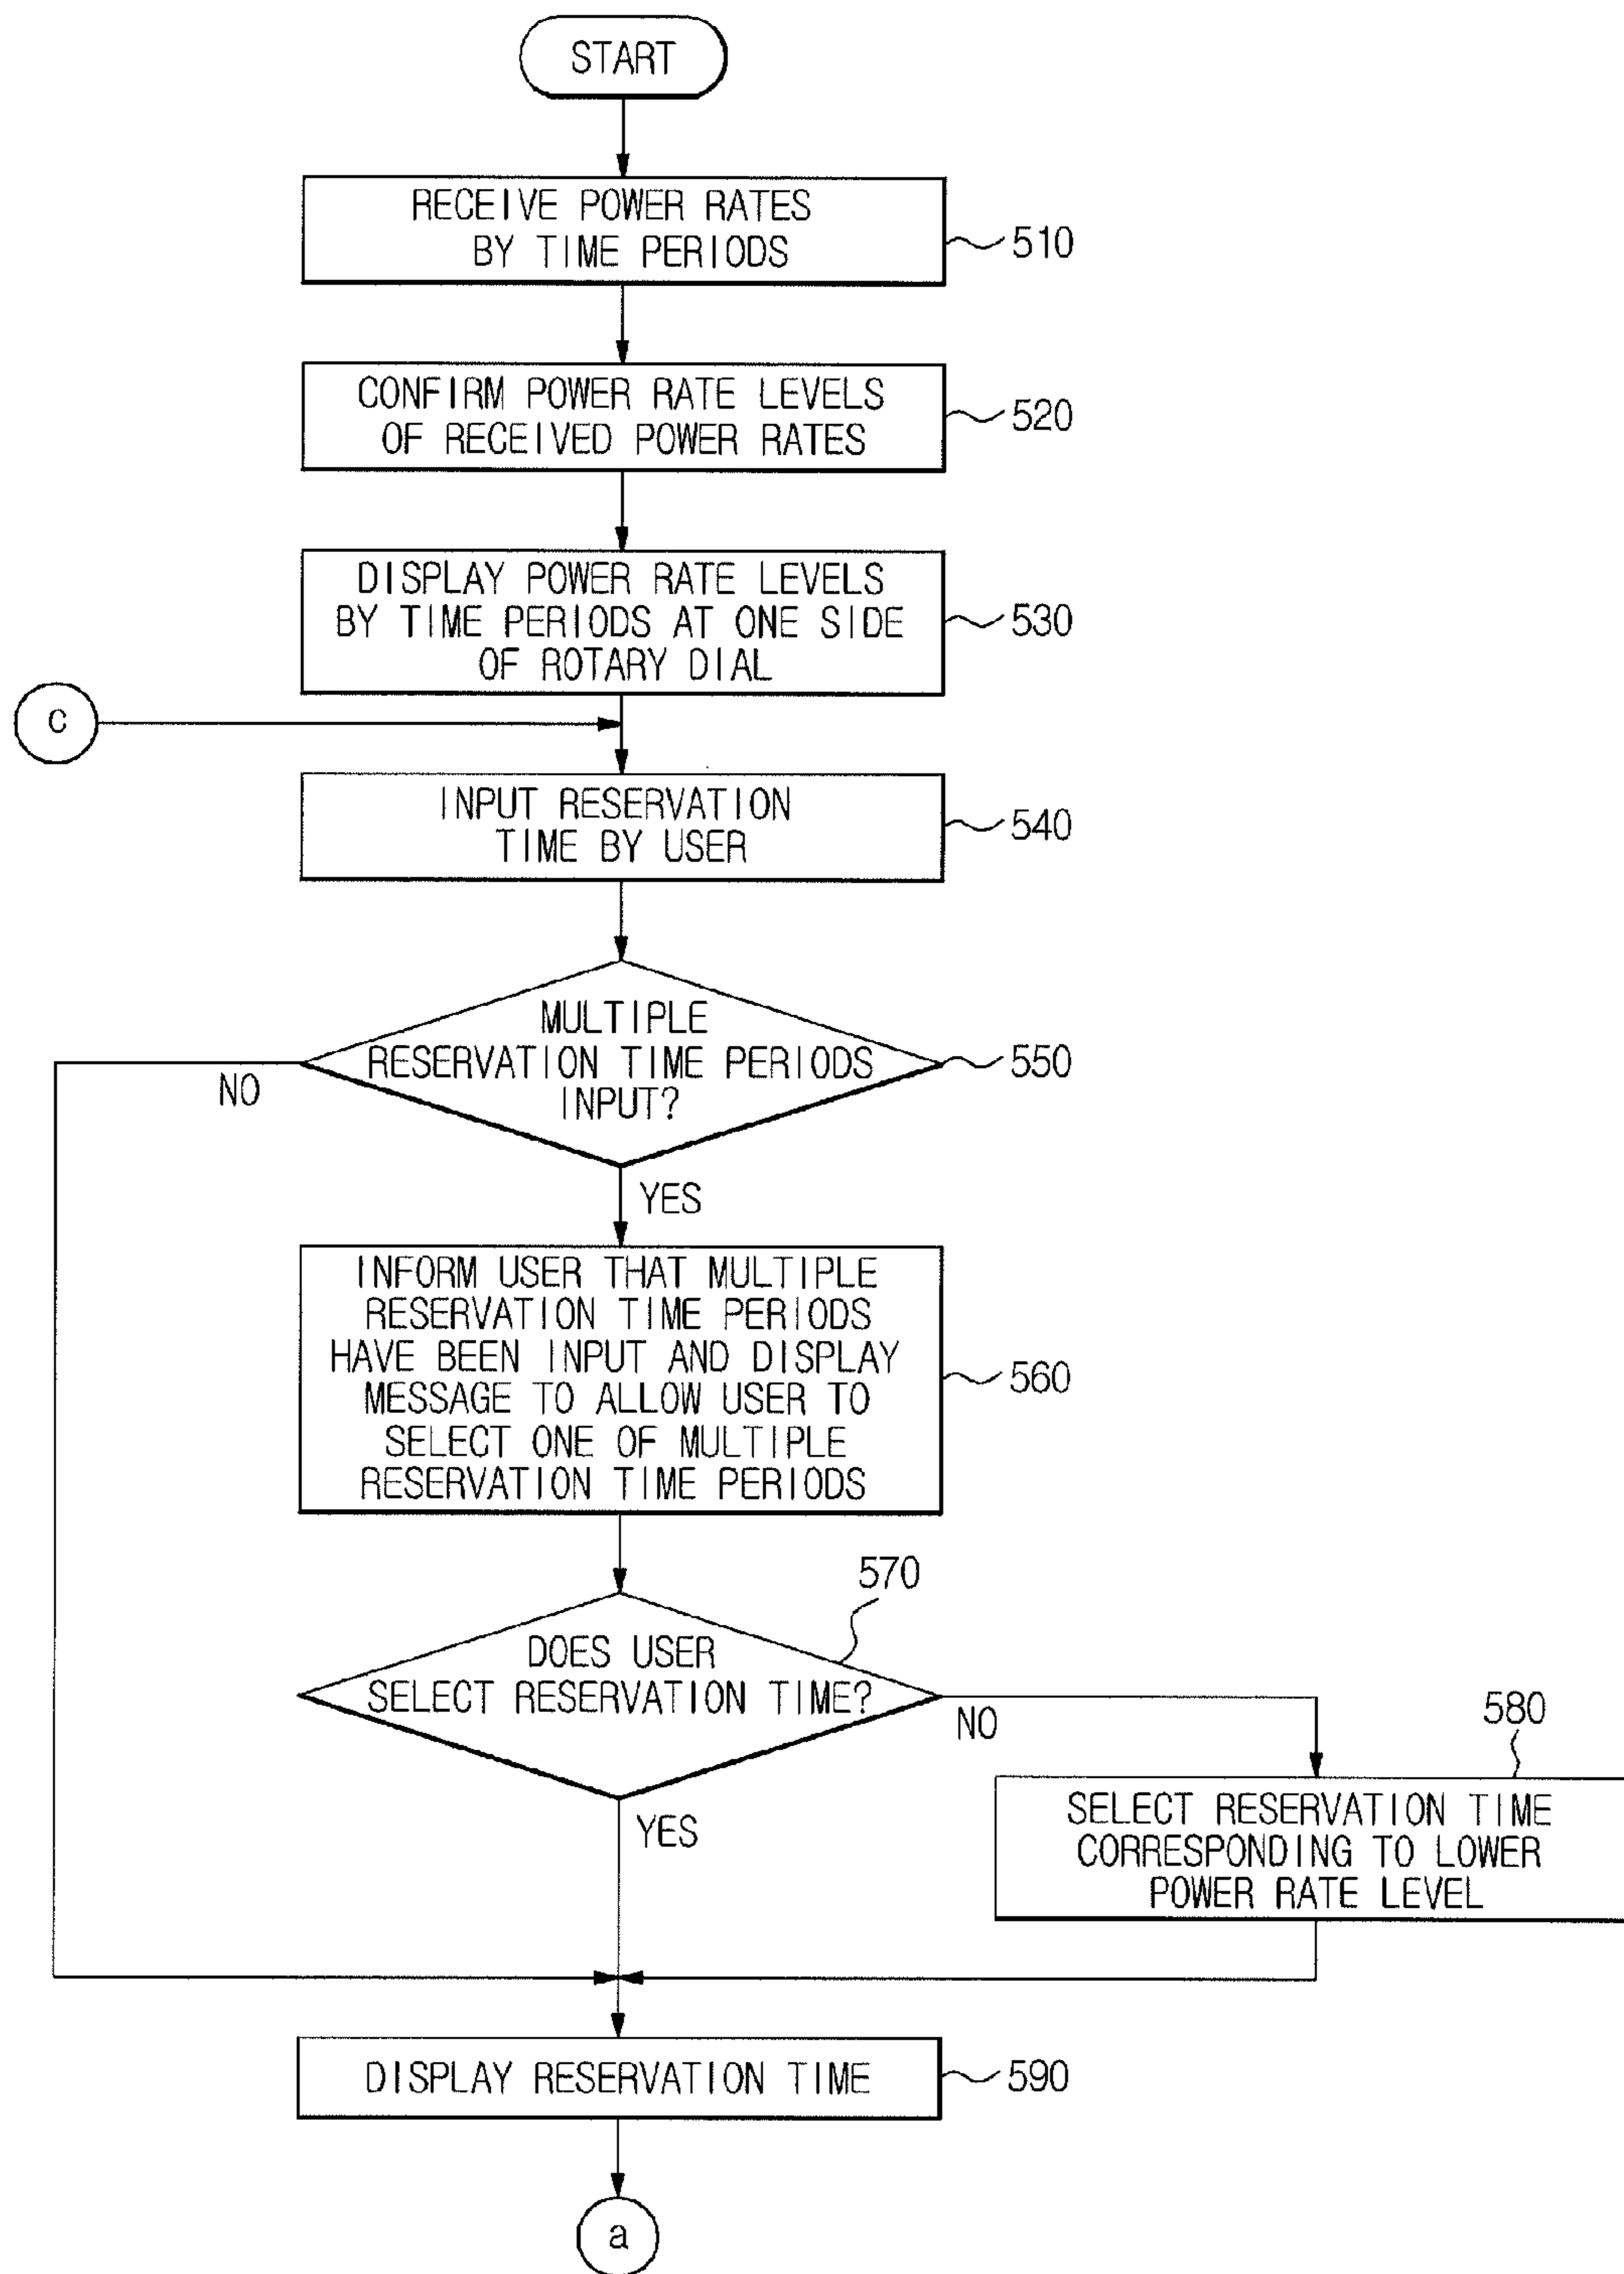 START
RECEIVE POWER RATES
BY TIME PERIODS
510
CONFIRM POWER RATE LEVELS
OF RECEIVED POWER RATES
520
DISPLAY POWER RATE LEVELS
BY TIME PERIODS AT ONE SIDE
OF ROTARY DIAL
530
c
INPUT RESERVATION
TIME BY USER
540
MULTIPLE
RESERVATION TIME PERIODS
INPUT?
550
NO
YES
INFORM USER THAT MULTIPLE
RESERVATION TIME PERIODS
HAVE BEEN INPUT AND DISPLAY
MESSAGE TO ALLOW USER TO
SELECT ONE OF MULTIPLE
RESERVATION TIME PERIODS
560
570
DOES USER
SELECT RESERVATION TIME?
NO
YES
580
SELECT RESERVATION TIME
CORRESPONDING TO LOWER
POWER RATE LEVEL
DISPLAY RESERVATION TIME
590
a